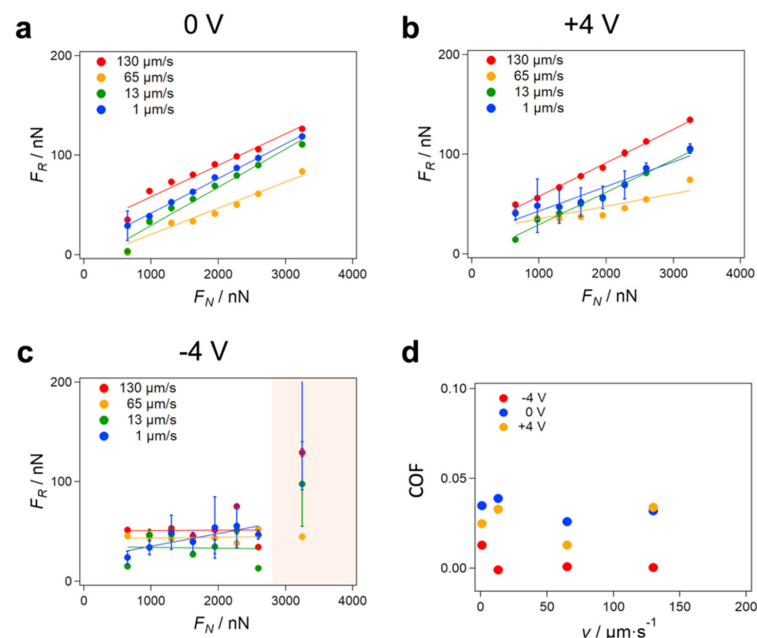 a
0 V
200
130 µm/s
65 µm/s
13 µm/s
1 µm/s
100
0
F_R / nN
0 1000 2000 3000 4000
F_N / nN
b
+4 V
200
130 µm/s
65 µm/s
13 µm/s
1 µm/s
100
0
F_R / nN
0 1000 2000 3000 4000
F_N / nN
c
-4 V
200
130 µm/s
65 µm/s
13 µm/s
1 µm/s
100
0
F_R / nN
0 1000 2000 3000 4000
F_N / nN
d
0.10
-4 V
0 V
+4 V
0.05
0.00
COF
0 50 100 150 200
v / µm·s⁻¹